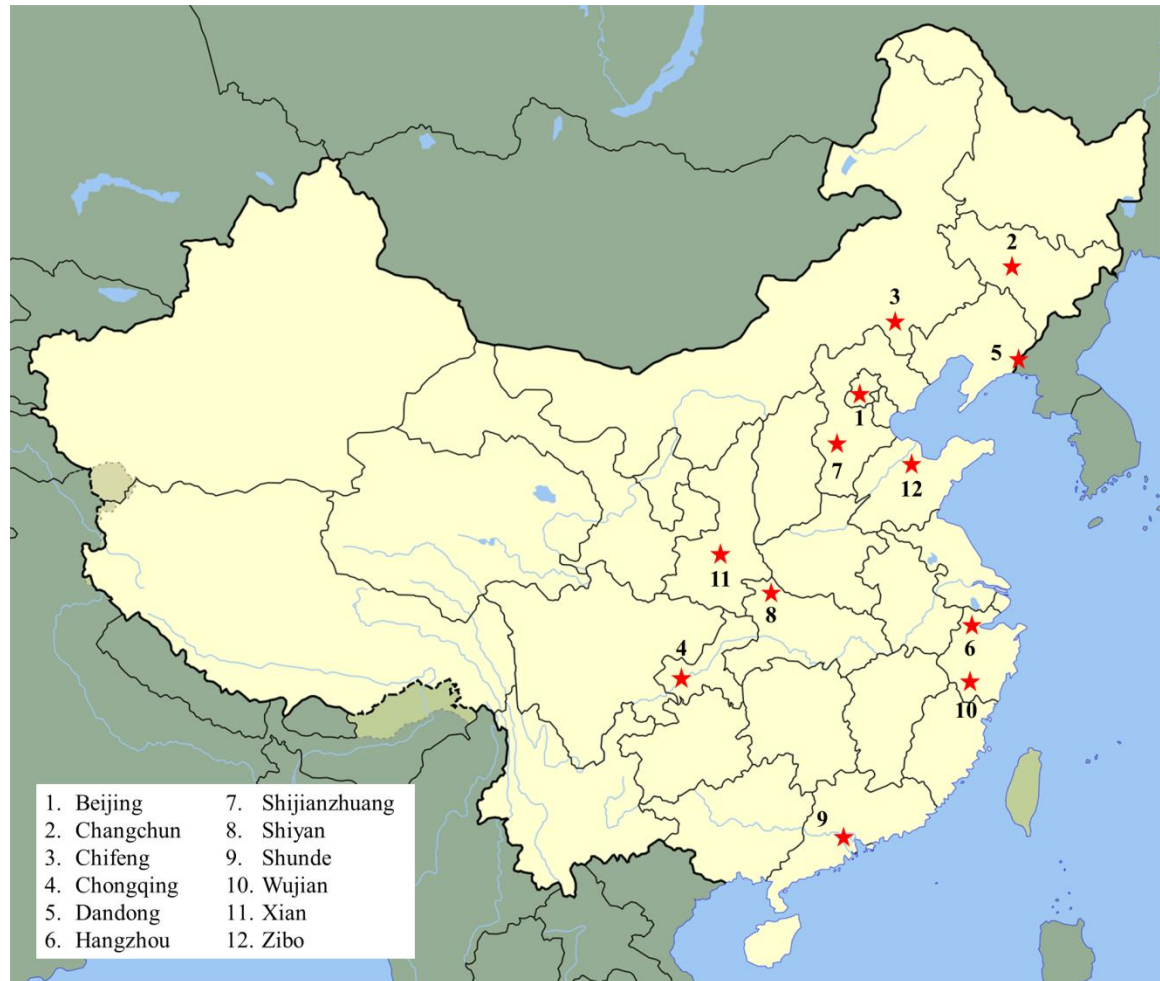 2
3
5
1
7
12
11
8
4
6
10
9
1. Beijing
2. Changchun
3. Chifeng
4. Chongqing
5. Dandong
6. Hangzhou
7. Shijianzhuang
8. Shiyan
9. Shunde
10. Wujian
11. Xian
12. Zibo